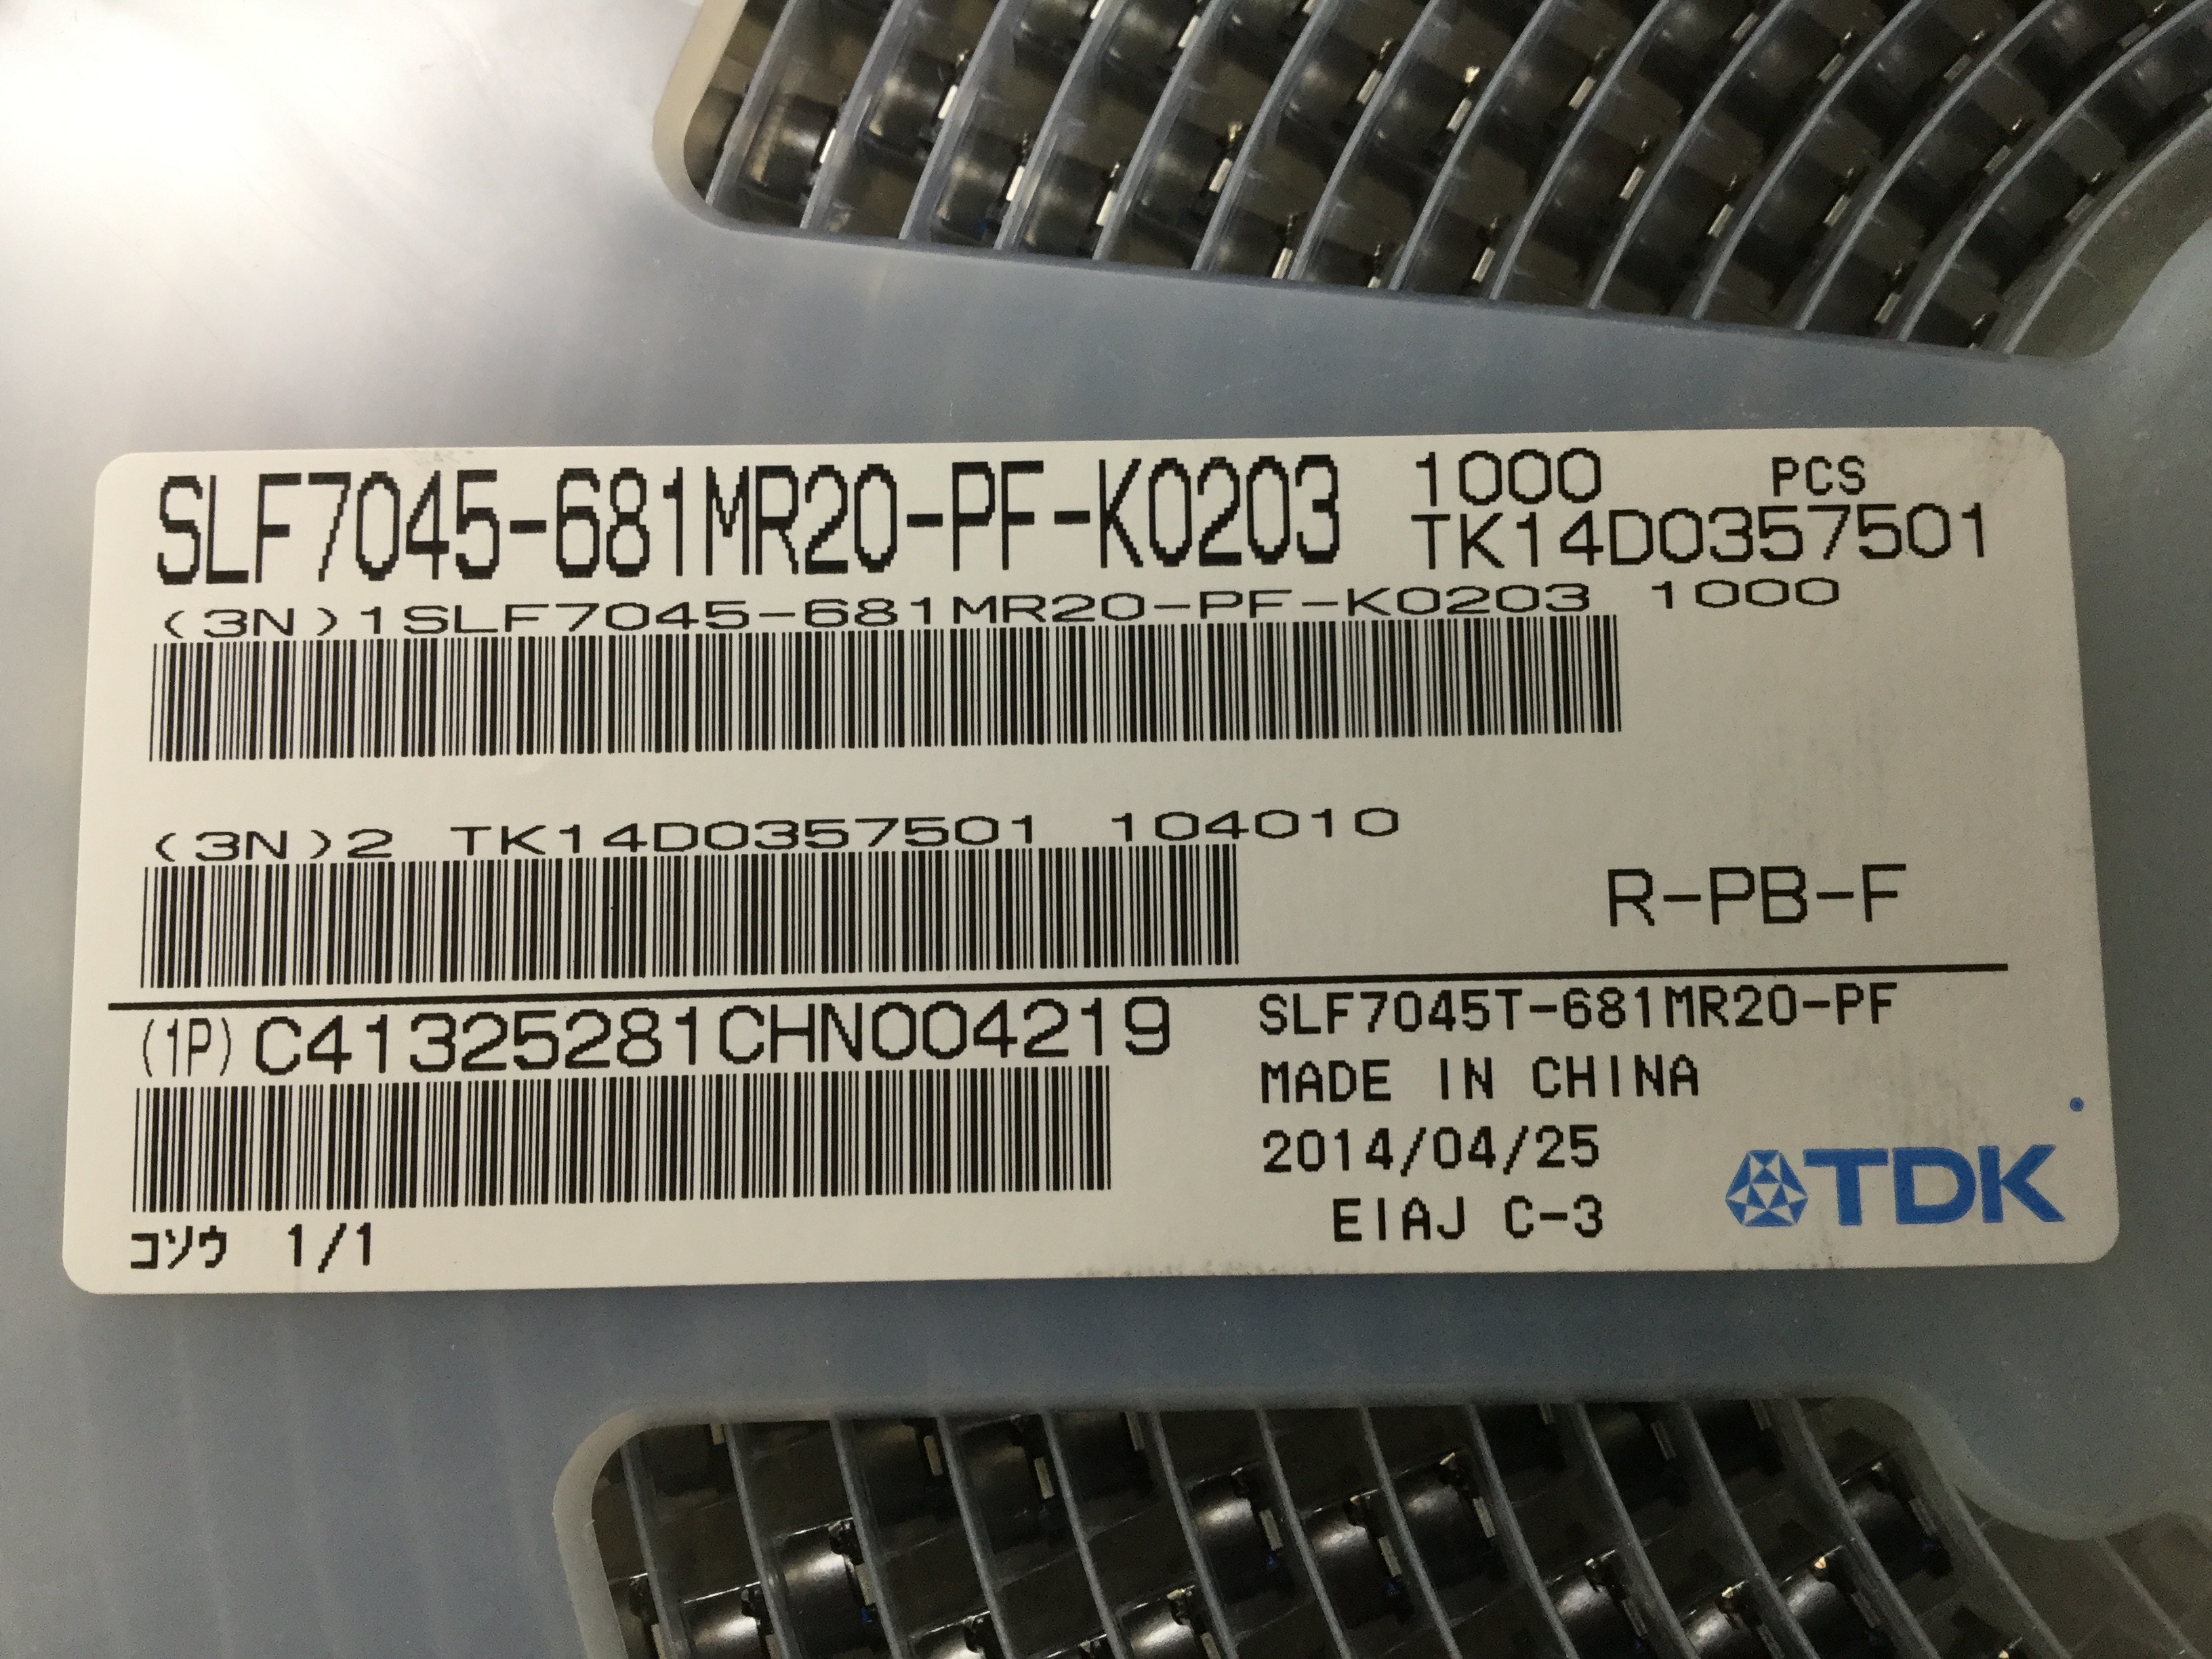 SLF7045-681MR20-PF-K0203 1000 PCS
TK14D0357501
(3N)1SLF7045-681MR20-PF-K0203 1000
(3N)2 TK14D0357501 104010
R-PB-F
(1P) C41325281CHN004219
SLF7045T-681MR20-PF
MADE IN CHINA
2014/04/25
EIAJ C-3
TDK
コソウ 1/1